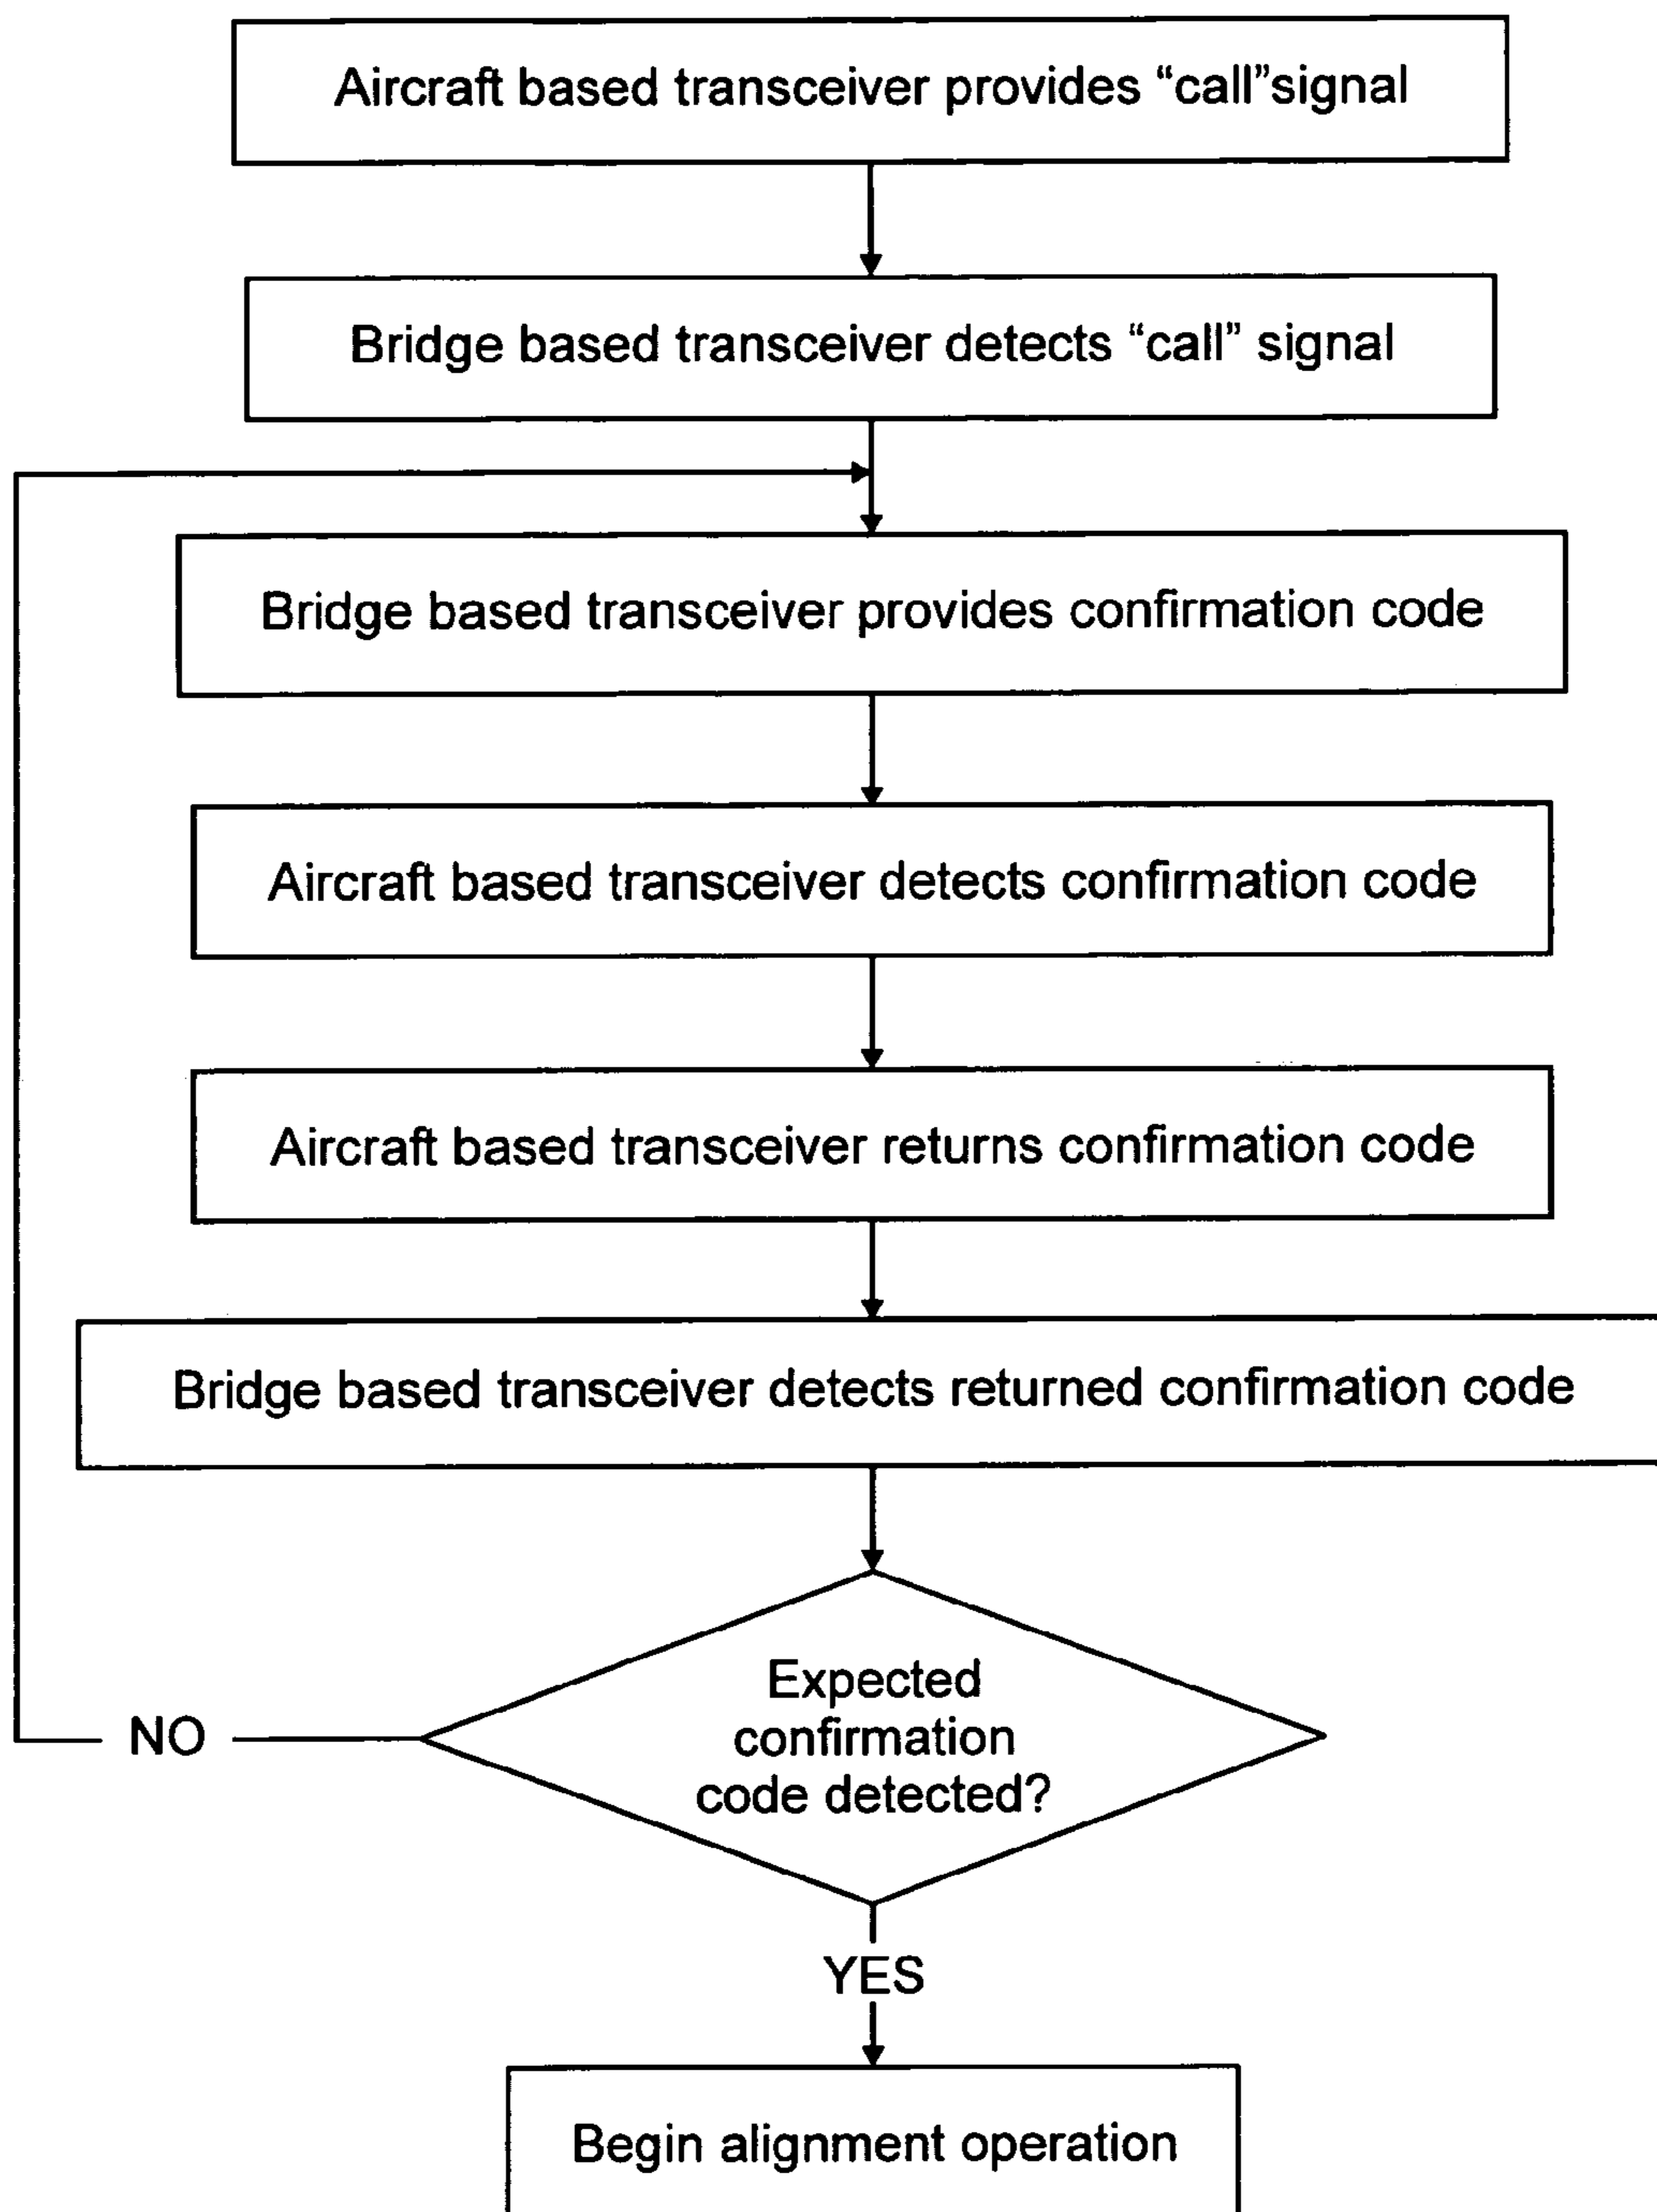 Aircraft based transceiver provides “call”signal
Bridge based transceiver detects “call” signal
Bridge based transceiver provides confirmation code
Aircraft based transceiver detects confirmation code
Aircraft based transceiver returns confirmation code
Bridge based transceiver detects returned confirmation code
Expected
confirmation
code detected?
NO
YES
Begin alignment operation